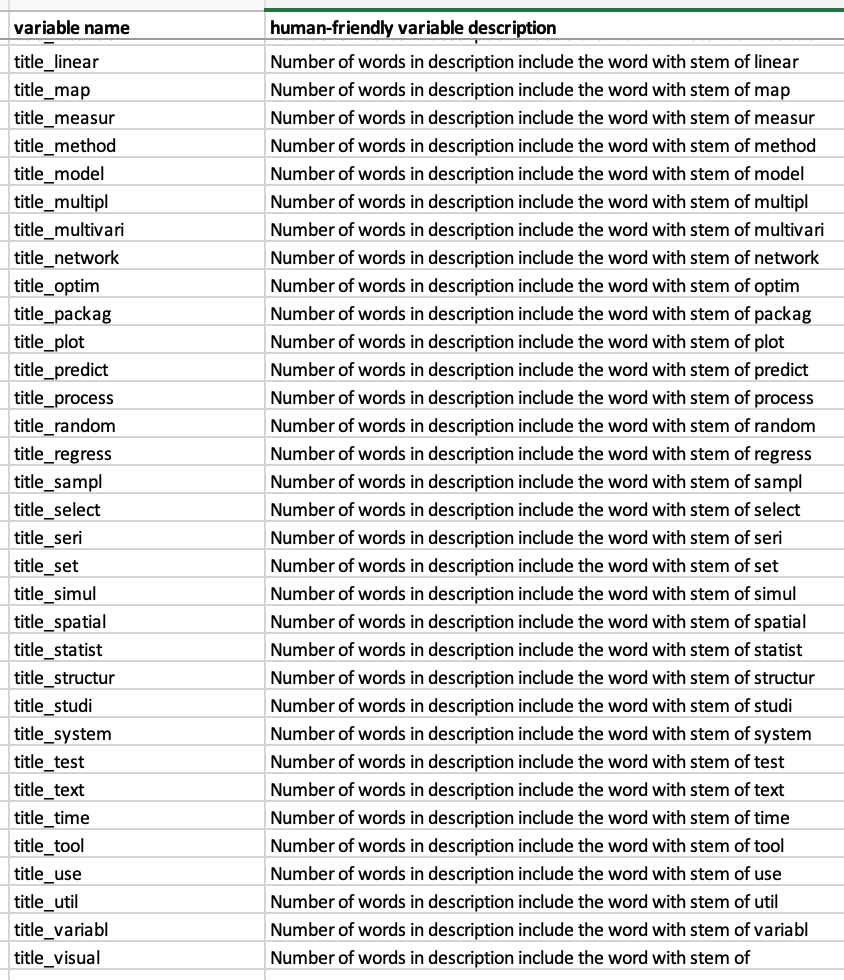 variable name human-friendly variable description
title_linear Number of words in description include the word with stem of linear
title_map Number of words in description include the word with stem of map
title_measur Number of words in description include the word with stem of measur
title_method Number of words in description include the word with stem of method
title_model Number of words in description include the word with stem of model
title_multipl Number of words in description include the word with stem of multipl
title_multivari Number of words in description include the word with stem of multivari
title_network Number of words in description include the word with stem of network
title_optim Number of words in description include the word with stem of optim
title_packag Number of words in description include the word with stem of packag
title_plot Number of words in description include the word with stem of plot
title_predict Number of words in description include the word with stem of predict
title_process Number of words in description include the word with stem of process
title_random Number of words in description include the word with stem of random
title_regress Number of words in description include the word with stem of regress
title_sampl Number of words in description include the word with stem of sampl
title_select Number of words in description include the word with stem of select
title_seri Number of words in description include the word with stem of seri
title_set Number of words in description include the word with stem of set
title_simul Number of words in description include the word with stem of simul
title_spatial Number of words in description include the word with stem of spatial
title_statist Number of words in description include the word with stem of statist
title_structur Number of words in description include the word with stem of structur
title_studi Number of words in description include the word with stem of studi
title_system Number of words in description include the word with stem of system
title_test Number of words in description include the word with stem of test
title_text Number of words in description include the word with stem of text
title_time Number of words in description include the word with stem of time
title_tool Number of words in description include the word with stem of tool
title_use Number of words in description include the word with stem of use
title_util Number of words in description include the word with stem of util
title_variabl Number of words in description include the word with stem of variabl
title_visual Number of words in description include the word with stem of